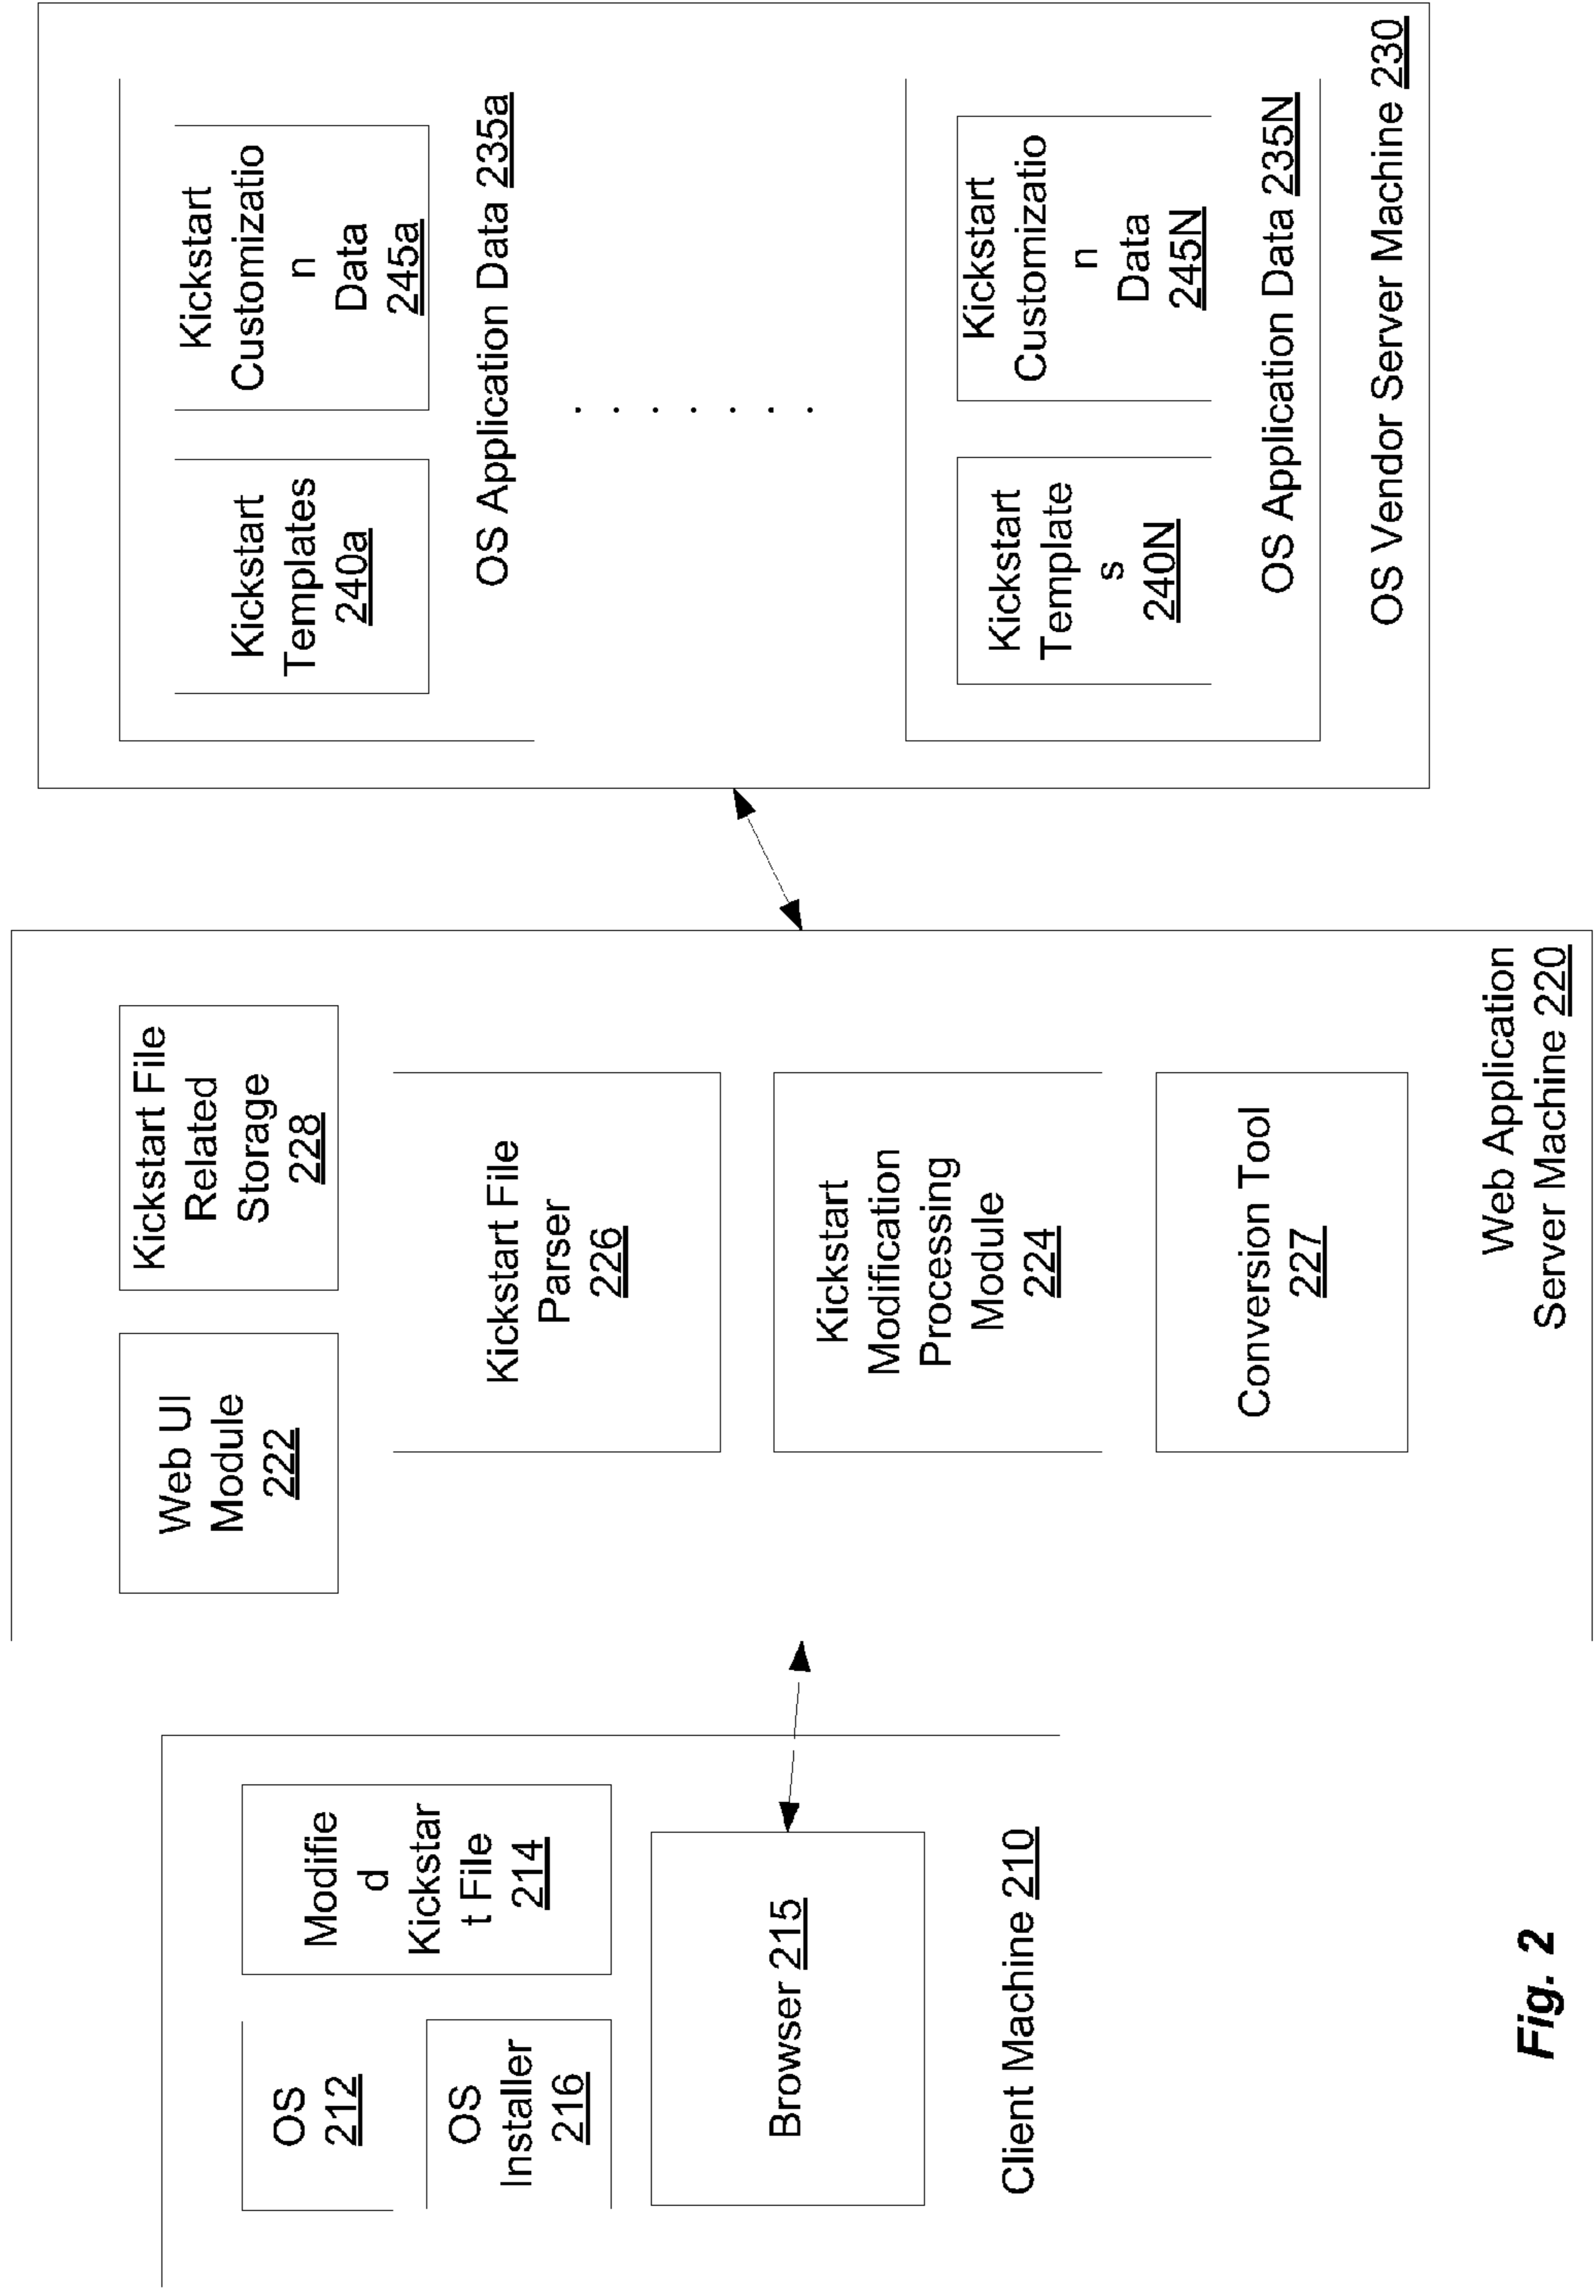 OS
212
OS
Installer
216
Modifie
d
Kickstar
t File
214
Browser 215
Client Machine 210
Web UI
Module
222
Kickstart File
Related
Storage
228
Kickstart File
Parser
226
Kickstart
Modification
Processing
Module
224
Conversion Tool
227
Web Application
Server Machine 220
Kickstart
Templates
240a
Kickstart
Customizatio
n
Data
245a
OS Application Data 235a
. . . . . . .
Kickstart
Template
s
240N
Kickstart
Customizatio
n
Data
245N
OS Application Data 235N
OS Vendor Server Machine 230
Fig. 2